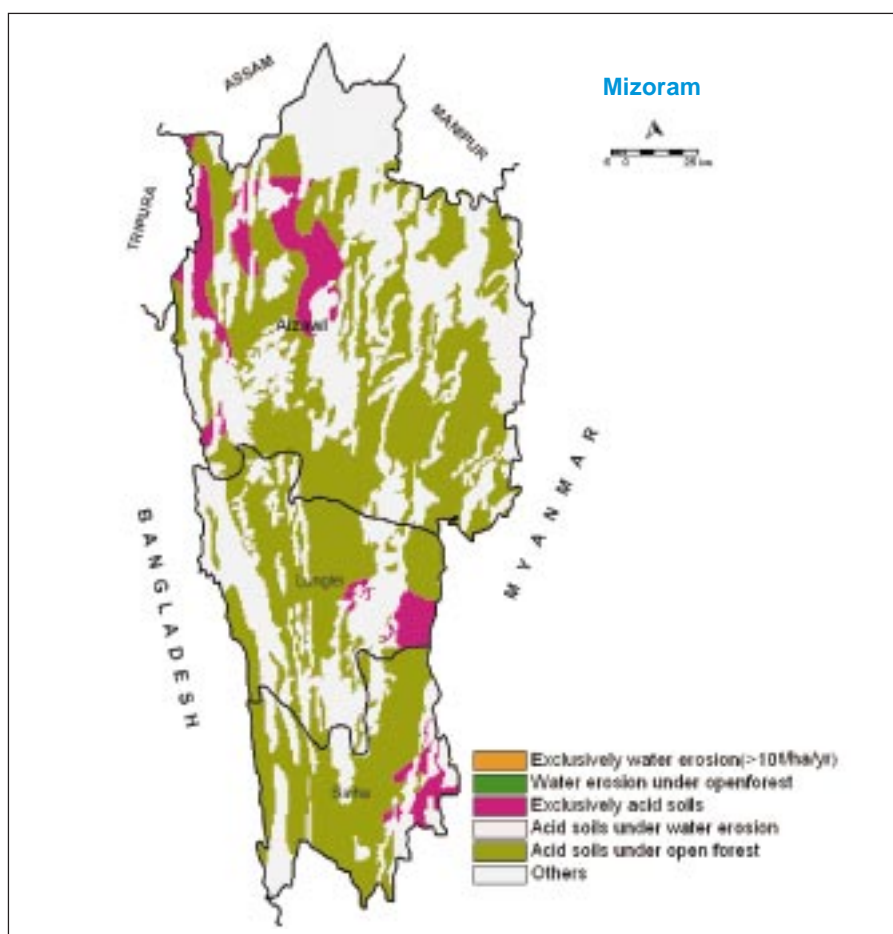 Mizoram
ASSAM
MANIPUR
TRIPURA
Aizawl
MYANMAR
BANGLADESH
Lunglei
Exclusively water erosion(>10t/ha/yr)
Water erosion under openforest
Exclusively acid soils
Acid soils under water erosion
Acid soils under open forest
Others